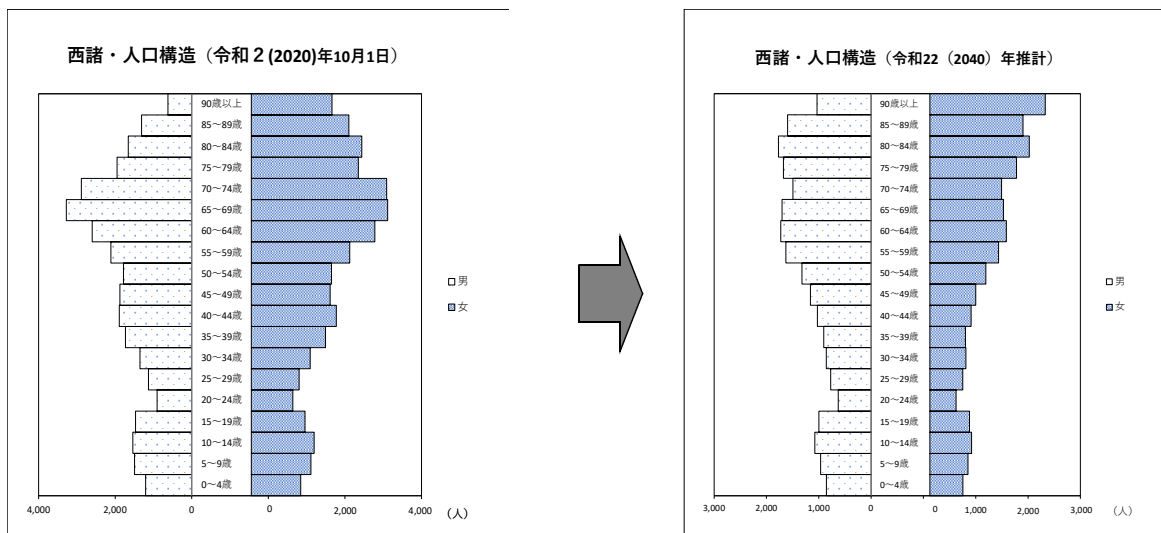 西諸・人口構造（令和２(2020)年10月1日）
90歳以上
85～89歳
80～84歳
75～79歳
70～74歳
65～69歳
60～64歳
55～59歳
50～54歳
45～49歳
40～44歳
35～39歳
30～34歳
25～29歳
20～24歳
15～19歳
10～14歳
5～9歳
0～4歳
男
女
4,000 2,000 0 0 2,000 4,000 （人）
西諸・人口構造（令和22（2040）年推計）
90歳以上
85～89歳
80～84歳
75～79歳
70～74歳
65～69歳
60～64歳
55～59歳
50～54歳
45～49歳
40～44歳
35～39歳
30～34歳
25～29歳
20～24歳
15～19歳
10～14歳
5～9歳
0～4歳
男
女
3,000 2,000 1,000 0 0 1,000 2,000 3,000 （人）